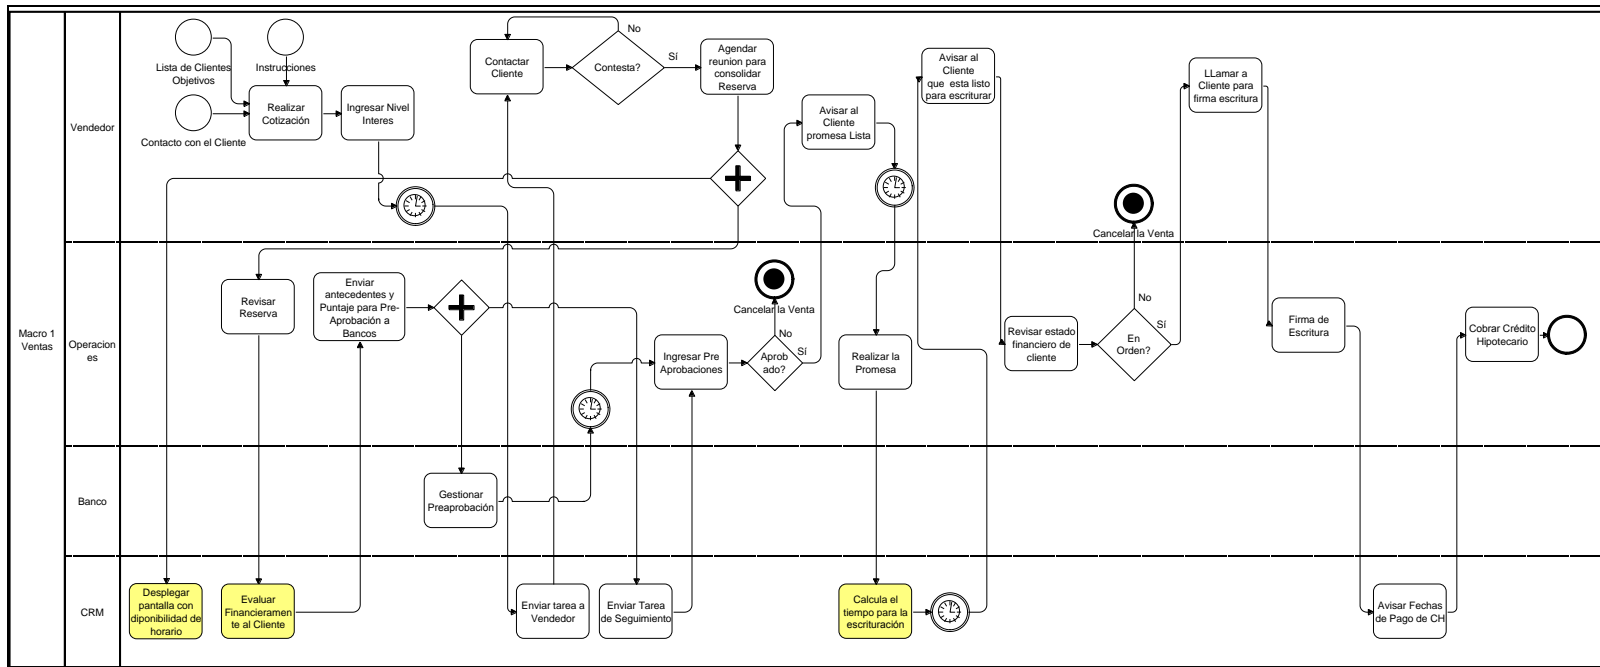 Macro 1
Ventas
Vendedor
Lista de Clientes
Objetivos
Instrucciones
Contacto con el Cliente
Realizar
Cotización
Ingresar Nivel
Interes
Contactar
Cliente
No
Contesta?
Sí
Agendar
reunion para
consolidar
Reserva
Avisar al
Cliente
promesa Lista
Avisar al
Cliente
que esta listo
para escriturar
Cancelar la Venta
LLamar a
Cliente para
firma escritura
Operacion
es
Revisar
Reserva
Enviar
antecedentes y
Puntaje para Pre-
Aprobación a
Bancos
Ingresar Pre
Aprobaciones
Cancelar la Venta
No
Aprob
ado?
Sí
Realizar la
Promesa
Revisar estado
financiero de
cliente
No
En
Orden?
Sí
Firma de
Escritura
Cobrar Crédito
Hipotecario
Banco
Gestionar
Preaprobación
CRM
Desplegar
pantalla con
diponibilidad de
horario
Evaluar
Financieramen
te al Cliente
Enviar tarea a
Vendedor
Enviar Tarea
de Seguimiento
Calcula el
tiempo para la
escrituración
Avisar Fechas
de Pago de CH